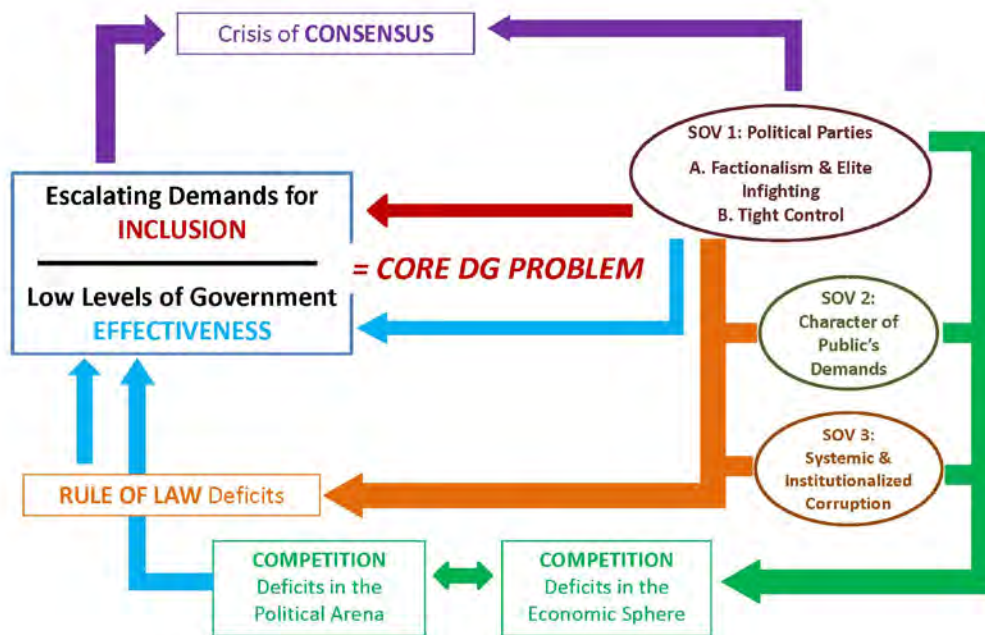 Crisis of CONSENSUS
SOV 1: Political Parties
A. Factionalism & Elite
Infighting
B. Tight Control
Escalating Demands for
INCLUSION
= CORE DG PROBLEM
Low Levels of Government
EFFECTIVENESS
SOV 2:
Character of
Public's
Demands
SOV 3:
Systemic &
Institutionalized
Corruption
RULE OF LAW Deficits
COMPETITION
Deficits in the
Political Arena
COMPETITION
Deficits in the
Economic Sphere